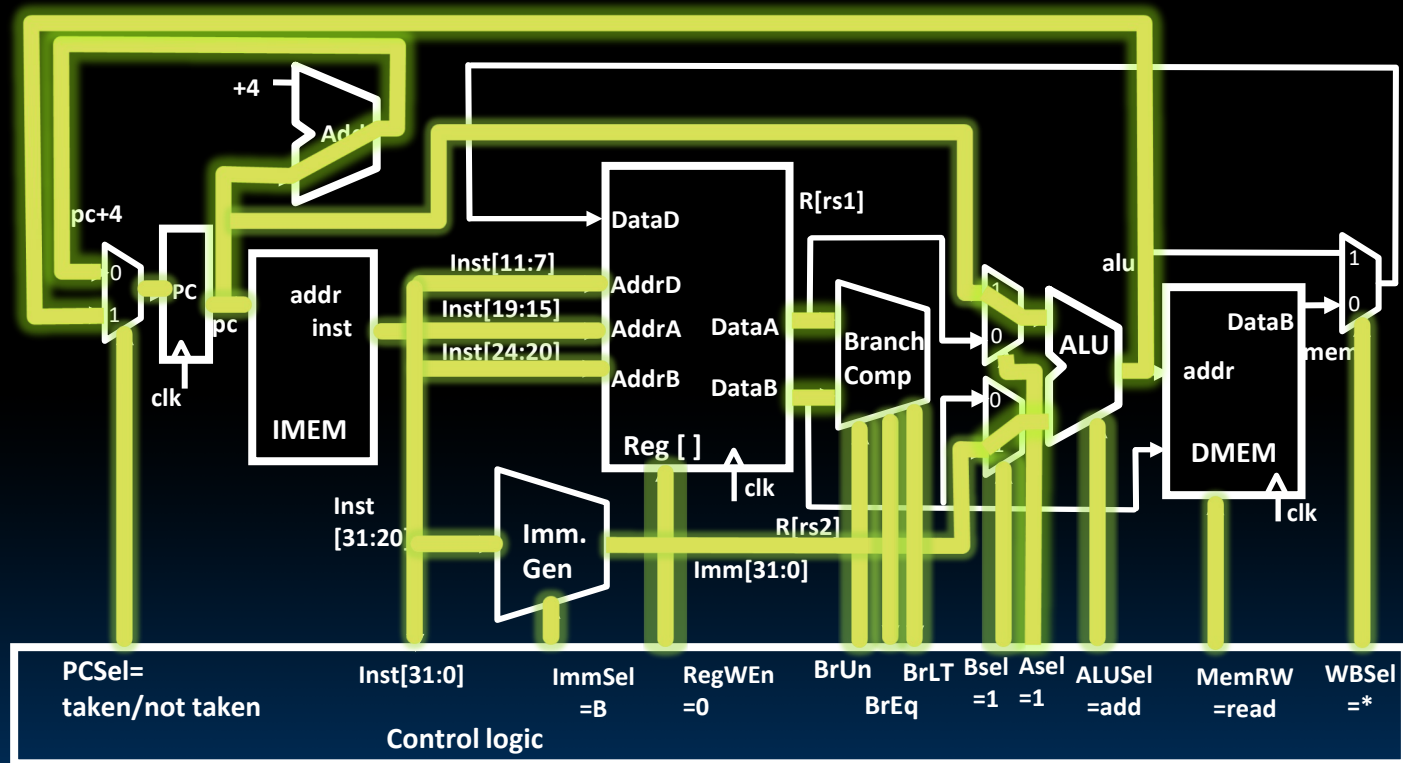 +4
Add
pc+4
0
1
PC
pc
clk
addr
inst
IMEM
Inst[11:7]
Inst[19:15]
Inst[24:20]
DataD
AddrD
AddrA
AddrB
DataA
DataB
Reg [ ]
clk
R[rs1]
Branch
Comp
1
0
0
1
ALU
alu
addr
DataB
DMEM
clk
mem
1
0
Inst
[31:20]
Imm.
Gen
R[rs2]
Imm[31:0]
PCSel=
taken/not taken
Inst[31:0]
ImmSel
=B
RegWEn
=0
BrUn
BrEq
BrLT
Bsel
=1
Asel
=1
ALUSel
=add
MemRW
=read
WBSel
=*
Control logic